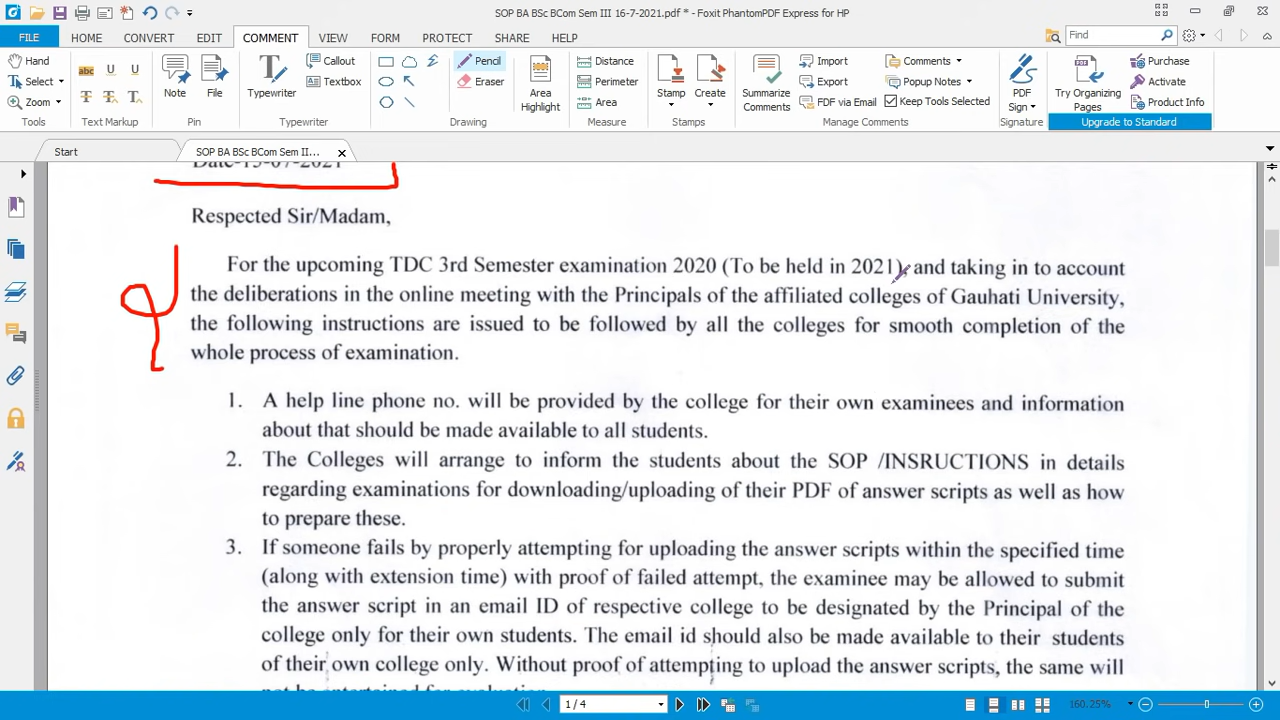 SOP BA BSc BCom Sem III 16-7-2021.pdf * - Foxit PhantomPDF Express for HP
FILE HOME CONVERT EDIT COMMENT VIEW FORM PROTECT SHARE HELP Find
Hand
Select
Zoom
Tools
abc U U
T T T
Text Markup
Note File
Pin
Typewriter
Callout
Textbox
Typewriter
Pencil
Eraser
Drawing
Area Highlight
Distance
Perimeter
Area
Measure
Stamp Create
Stamps
Summarize Comments
Import
Export
FDF via Email
Comments
Popup Notes
Keep Tools Selected
Manage Comments
PDF Sign
Signature
Try Organizing Pages
Purchase
Activate
Product Info
Upgrade to Standard
Start SOP BA BSc BCom Sem II...
Date-15-07-2021
Respected Sir/Madam,
For the upcoming TDC 3rd Semester examination 2020 (To be held in 2021), and taking in to account
the deliberations in the online meeting with the Principals of the affiliated colleges of Gauhati University,
the following instructions are issued to be followed by all the colleges for smooth completion of the
whole process of examination.
1. A help line phone no. will be provided by the college for their own examinees and information
about that should be made available to all students.
2. The Colleges will arrange to inform the students about the SOP /INSRUCTIONS in details
regarding examinations for downloading/uploading of their PDF of answer scripts as well as how
to prepare these.
3. If someone fails by properly attempting for uploading the answer scripts within the specified time
(along with extension time) with proof of failed attempt, the examinee may be allowed to submit
the answer script in an email ID of respective college to be designated by the Principal of the
college only for their own students. The email id should also be made available to their students
of their own college only. Without proof of attempting to upload the answer scripts, the same will
not be entertained for evaluation
1 / 4 160.25%